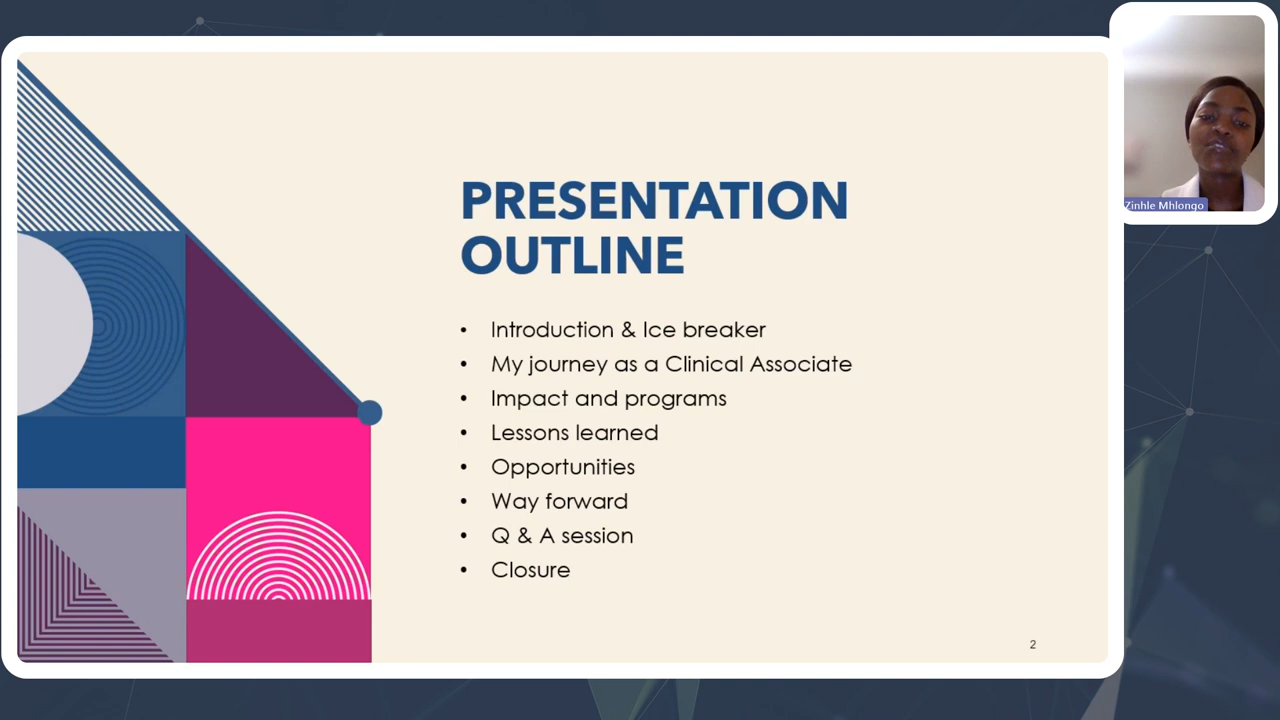 PRESENTATION
OUTLINE
• Introduction & Ice breaker
• My journey as a Clinical Associate
• Impact and programs
• Lessons learned
• Opportunities
• Way forward
• Q & A session
• Closure
2
Zinhle Mhlongo